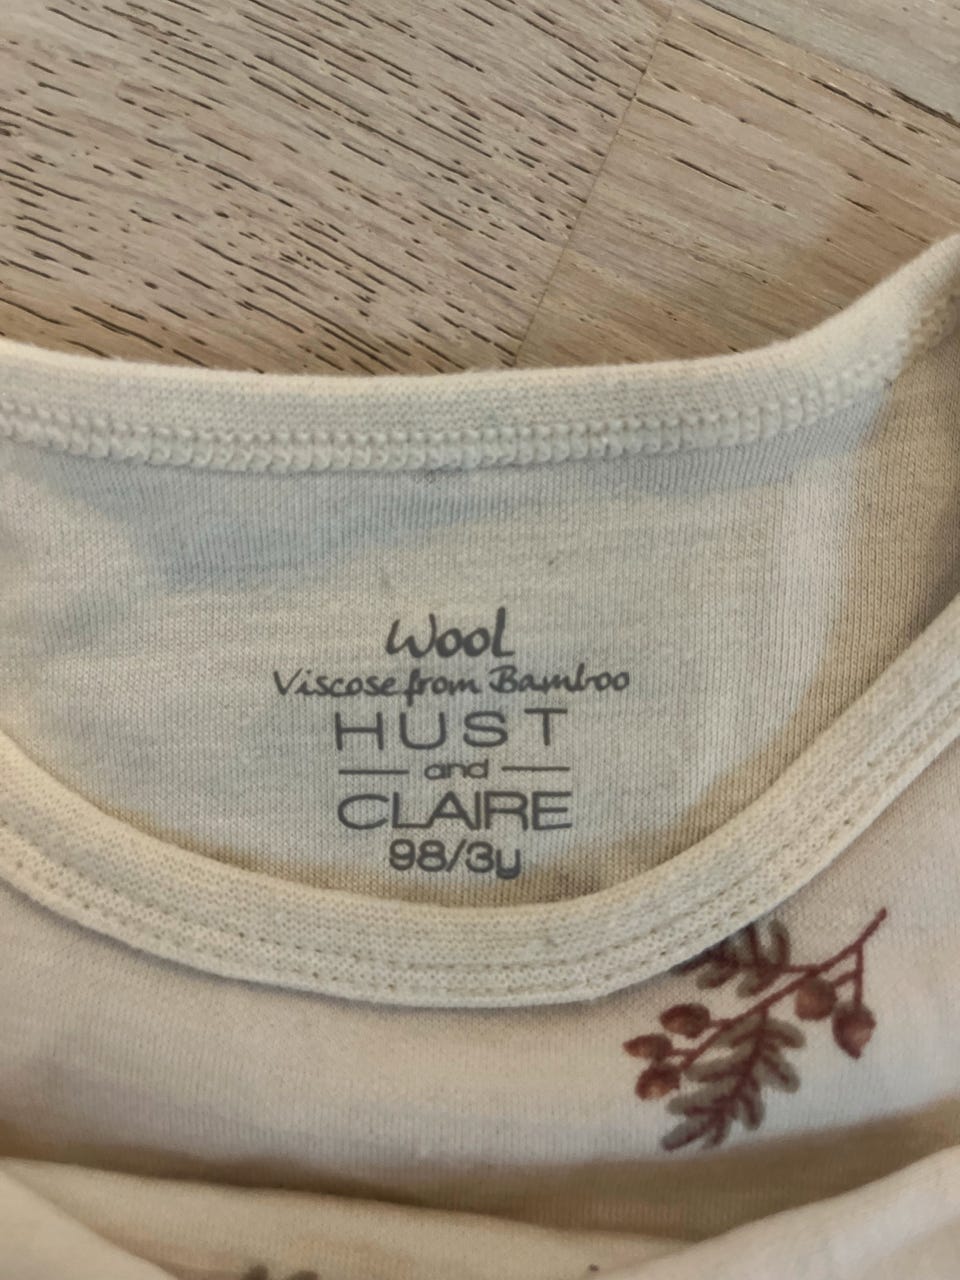 Wool
Viscose from Bamboo
HUST
and
CLAIRE
98/3y